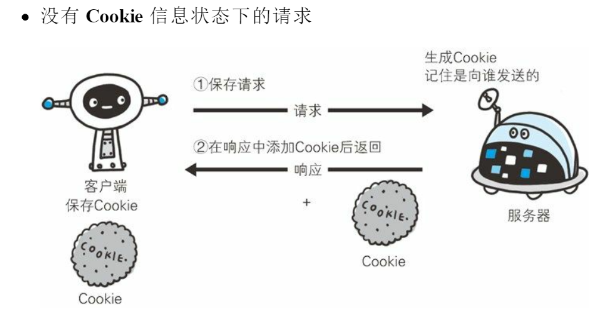 • 没有 Cookie 信息状态下的请求
生成Cookie
记住是向谁发送的
①保存请求
请求
②在响应中添加Cookie后返回
响应
客户端
保存Cookie
+
COOKIE
服务器
COOKIE
Cookie
Cookie